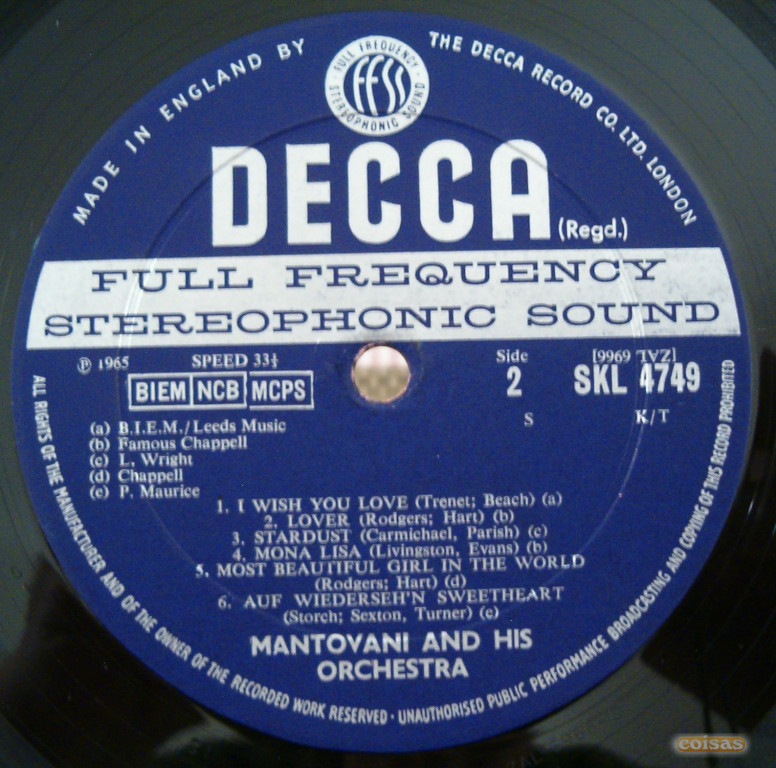 MADE IN ENGLAND BY
THE DECCA RECORD CO. LTD. LONDON
FULL FREQUENCY
FFSS
STEREOPHONIC SOUND
DECCA
(Regd.)
FULL FREQUENCY
STEREOPHONIC SOUND
Ⓟ 1965
SPEED 33⅓
BIEM NCB MCPS
Side
2
[ZAL 6966]
SKL 4749
S
K/T
(a) B.I.E.M./Leeds Music
(b) Famous Chappell
(c) L. Wright
(d) Chappell
(e) P. Maurice
1. I WISH YOU LOVE (Trenet; Beach) (a)
2. LOVER (Rodgers; Hart) (b)
3. STARDUST (Carmichael, Parish) (c)
4. MONA LISA (Livingston, Evans) (b)
5. MOST BEAUTIFUL GIRL IN THE WORLD
(Rodgers; Hart) (d)
6. AUF WIEDERSEH'N SWEETHEART
(Storch; Sexton, Turner) (e)
MANTOVANI AND HIS
ORCHESTRA
ALL RIGHTS OF THE MANUFACTURER AND OF THE OWNER OF THE RECORDED WORK RESERVED · UNAUTHORISED PUBLIC PERFORMANCE BROADCASTING AND COPYING OF THIS RECORD PROHIBITED
coisas